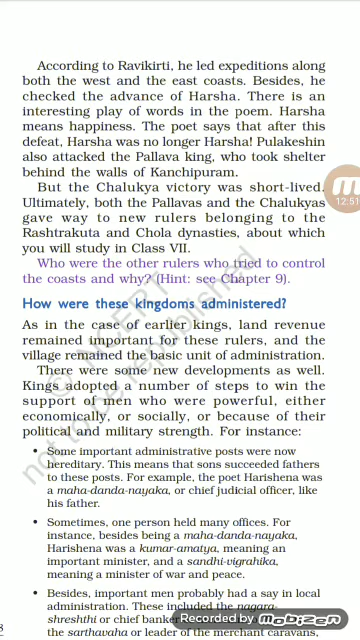 According to Ravikirti, he led expeditions along
both the west and the east coasts. Besides, he
checked the advance of Harsha. There is an
interesting play of words in the poem. Harsha
means happiness. The poet says that after this
defeat, Harsha was no longer Harsha! Pulakeshin
also attacked the Pallava king, who took shelter
behind the walls of Kanchipuram.
But the Chalukya victory was short-lived.
Ultimately, both the Pallavas and the Chalukyas
gave way to new rulers belonging to the
Rashtrakuta and Chola dynasties, about which
you will study in Class VII.
Who were the other rulers who tried to control
the coasts and why? (Hint: see Chapter 9).
How were these kingdoms administered?
As in the case of earlier kings, land revenue
remained important for these rulers, and the
village remained the basic unit of administration.
There were some new developments as well.
Kings adopted a number of steps to win the
support of men who were powerful, either
economically, or socially, or because of their
political and military strength. For instance:
• Some important administrative posts were now
hereditary. This means that sons succeeded fathers
to these posts. For example, the poet Harishena was
a maha-danda-nayaka, or chief judicial officer, like
his father.
• Sometimes, one person held many offices. For
instance, besides being a maha-danda-nayaka,
Harishena was a kumar-amatya, meaning an
important minister, and a sandhi-vigrahika,
meaning a minister of war and peace.
• Besides, important men probably had a say in local
administration. These included the nagara-
shreshthi or chief banker
the sarthavaha or leader of the merchant caravans,
© NCERT
not to be republished
12:51
RECORDED WITH
mobizen
8